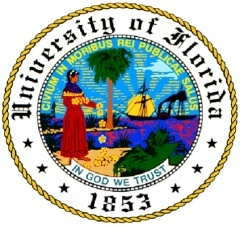 University of Florida
CIVIUM IN MORIBUS REI PUBLICAE SALUS
IN GOD WE TRUST
1853